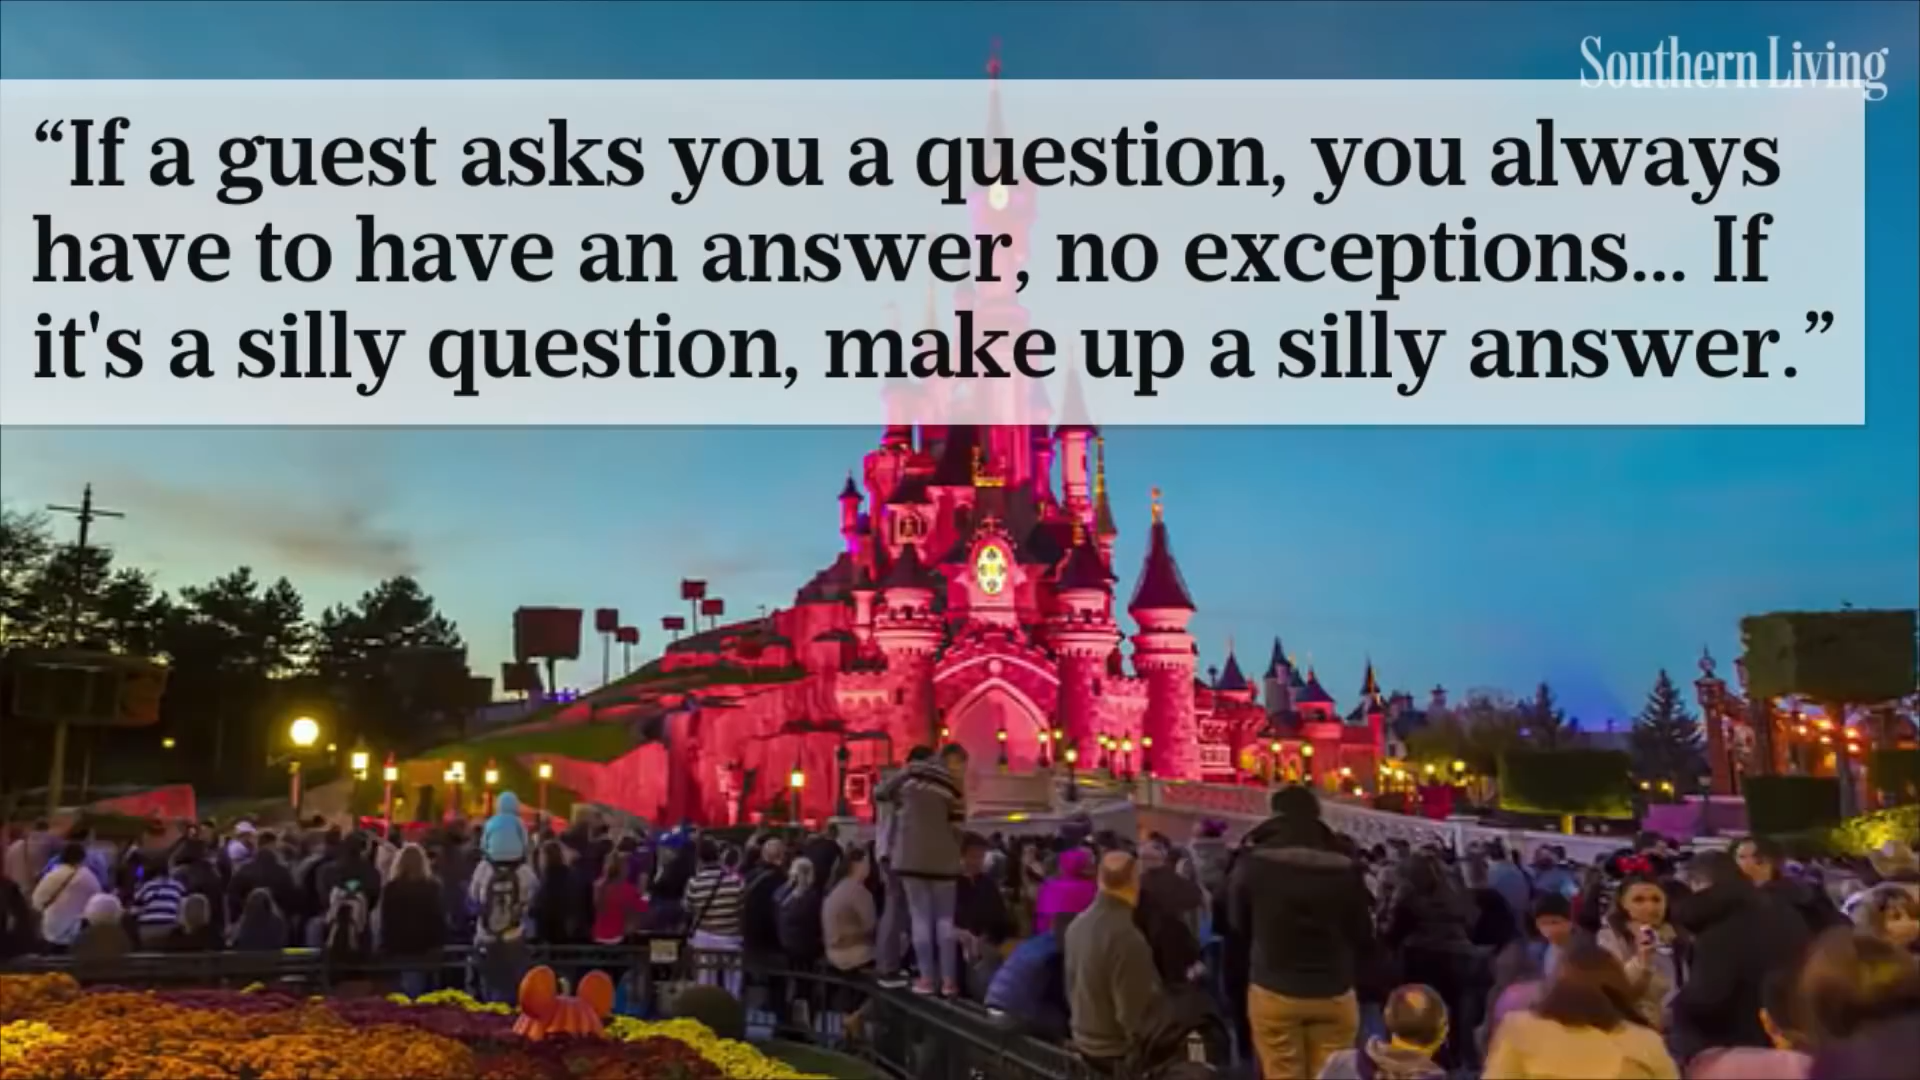 Southern Living
“If a guest asks you a question, you always
have to have an answer, no exceptions... If
it's a silly question, make up a silly answer.”